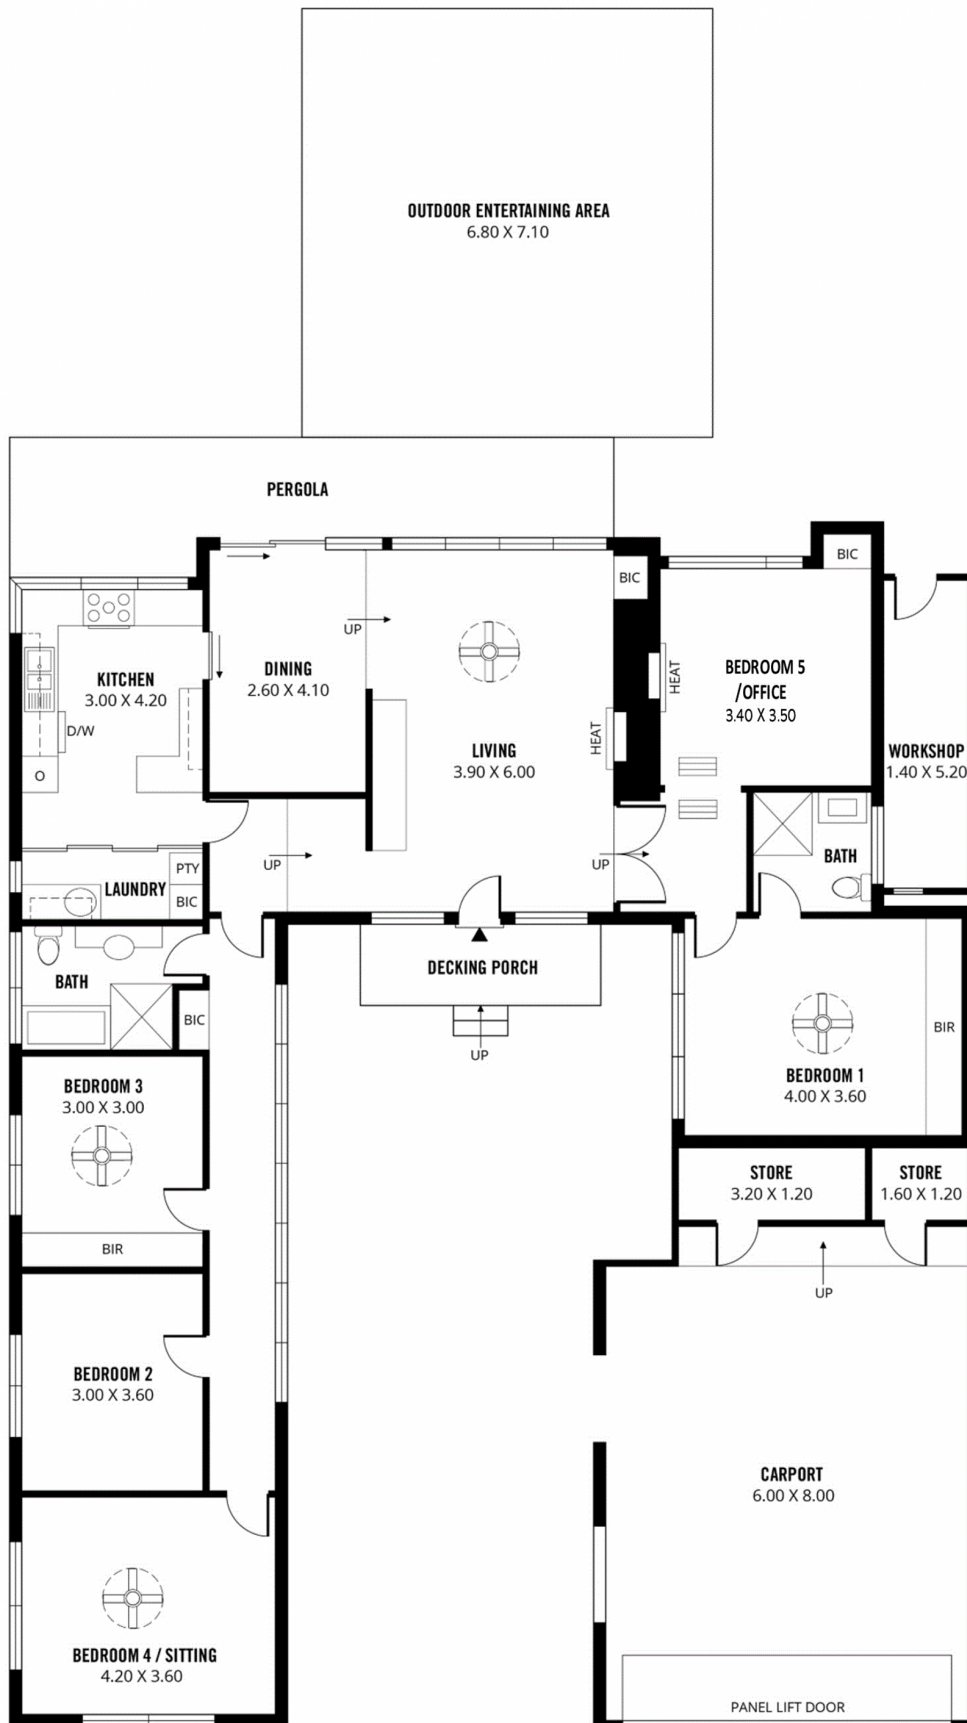 OUTDOOR ENTERTAINING AREA
6.80 X 7.10
PERGOLA
BIC
BIC
UP
KITCHEN
3.00 X 4.20
D/W
O
DINING
2.60 X 4.10
LIVING
3.90 X 6.00
HEAT
HEAT
BEDROOM 5
/OFFICE
3.40 X 3.50
WORKSHOP
1.40 X 5.20
UP
UP
BATH
PTY
LAUNDRY
BIC
BATH
BIC
DECKING PORCH
UP
BEDROOM 1
4.00 X 3.60
BIR
BEDROOM 3
3.00 X 3.00
BIR
STORE
3.20 X 1.20
STORE
1.60 X 1.20
UP
BEDROOM 2
3.00 X 3.60
CARPORT
6.00 X 8.00
BEDROOM 4 / SITTING
4.20 X 3.60
PANEL LIFT DOOR